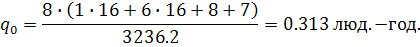 q₀ = 8·(1·16+6·16+8+7) / 3236.2 = 0.313 люд.−год.